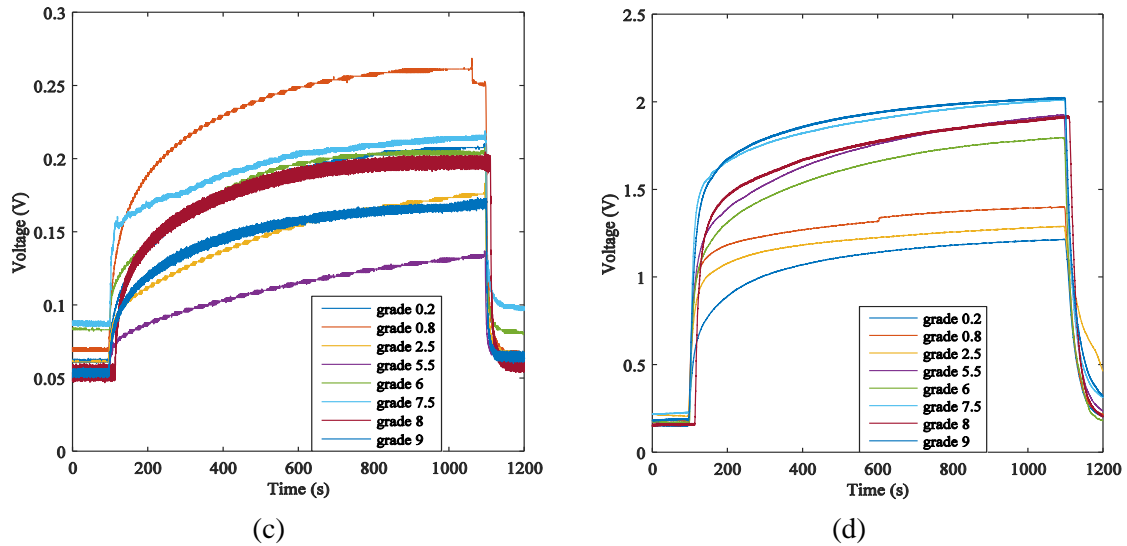 0.3
0.25
0.2
0.15
0.1
0.05
0
Voltage (V)
grade 0.2
grade 0.8
grade 2.5
grade 5.5
grade 6
grade 7.5
grade 8
grade 9
0 200 400 600 800 1000 1200
Time (s)
(c)
2.5
2
1.5
1
0.5
0
Voltage (V)
grade 0.2
grade 0.8
grade 2.5
grade 5.5
grade 6
grade 7.5
grade 8
grade 9
0 200 400 600 800 1000 1200
Time (s)
(d)